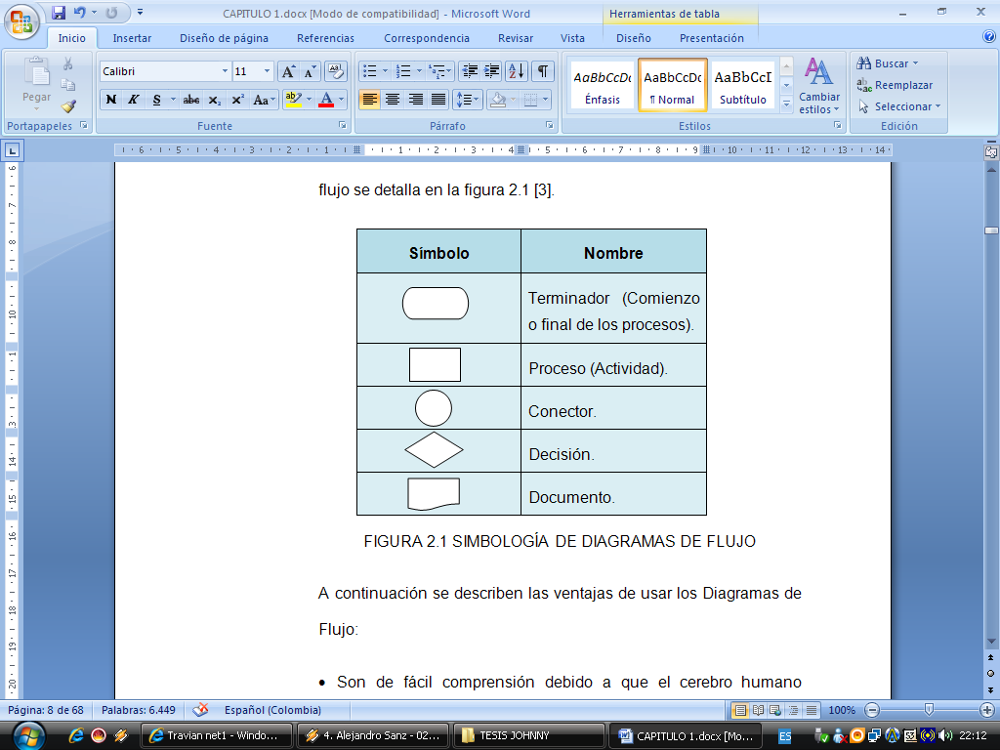 CAPITULO 1.docx [Modo de compatibilidad] - Microsoft Word
Herramientas de tabla
Inicio Insertar Diseño de página Referencias Correspondencia Revisar Vista Diseño Presentación
Pegar
Portapapeles
Calibri 11
N K S abc x₂ x² Aa
Fuente
Párrafo
AaBbCcDc AaBbCcDc AaBbCcI
Énfasis ¶ Normal Subtítulo
Cambiar
estilos
Estilos
Buscar
Reemplazar
Seleccionar
Edición
flujo se detalla en la figura 2.1 [3].
Símbolo Nombre
Terminador (Comienzo
o final de los procesos).
Proceso (Actividad).
Conector.
Decisión.
Documento.
FIGURA 2.1 SIMBOLOGÍA DE DIAGRAMAS DE FLUJO
A continuación se describen las ventajas de usar los Diagramas de
Flujo:
• Son de fácil comprensión debido a que el cerebro humano
Página: 8 de 68 Palabras: 6.449 Español (Colombia) 100%
Travian net1 - Windo... 4. Alejandro Sanz - 02... TESIS JOHNNY CAPITULO 1.docx [Mo... ES 22:12